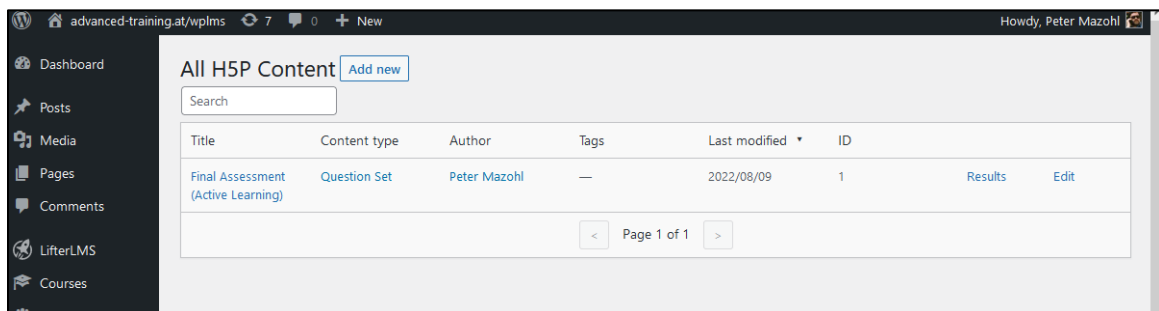 advanced-training.at/wplms 7 0 + New Howdy, Peter Mazohl
Dashboard
Posts
Media
Pages
Comments
LifterLMS
Courses
All H5P Content Add new
Search
Title Content type Author Tags Last modified ▼ ID
Final Assessment Question Set Peter Mazohl — 2022/08/09 1 Results Edit
(Active Learning)
< Page 1 of 1 >